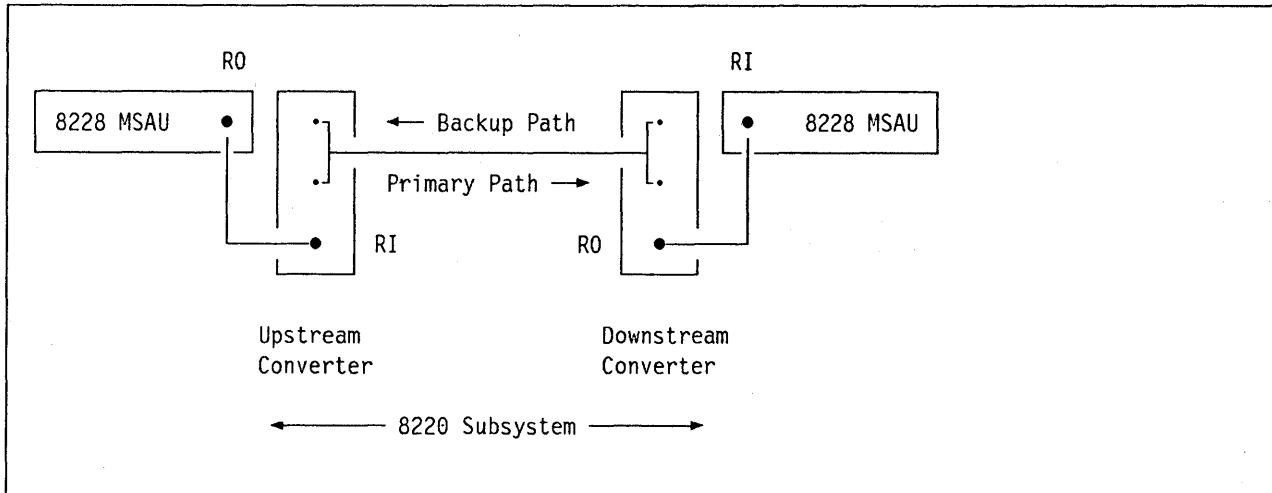 RO
RI
8228 MSAU
8228 MSAU
← Backup Path
Primary Path →
RI
RO
Upstream
Converter
Downstream
Converter
8220 Subsystem